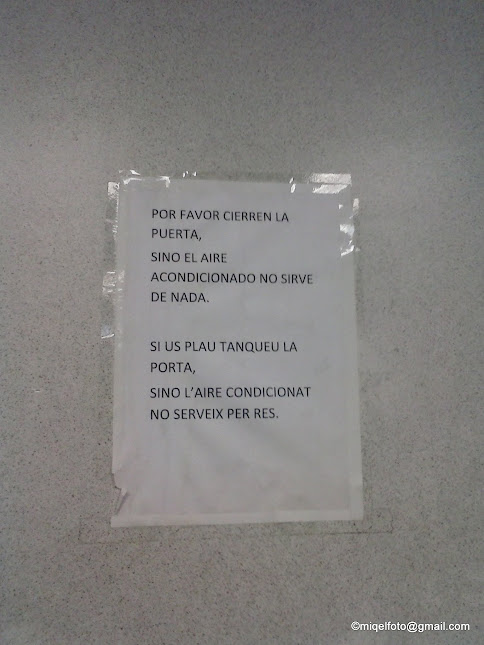 POR FAVOR CIERREN LA
PUERTA,
SINO EL AIRE
ACONDICIONADO NO SIRVE
DE NADA.
SI US PLAU TANQUEU LA
PORTA,
SINO L'AIRE CONDICIONAT
NO SERVEIX PER RES.
©miqelfoto@gmail.com